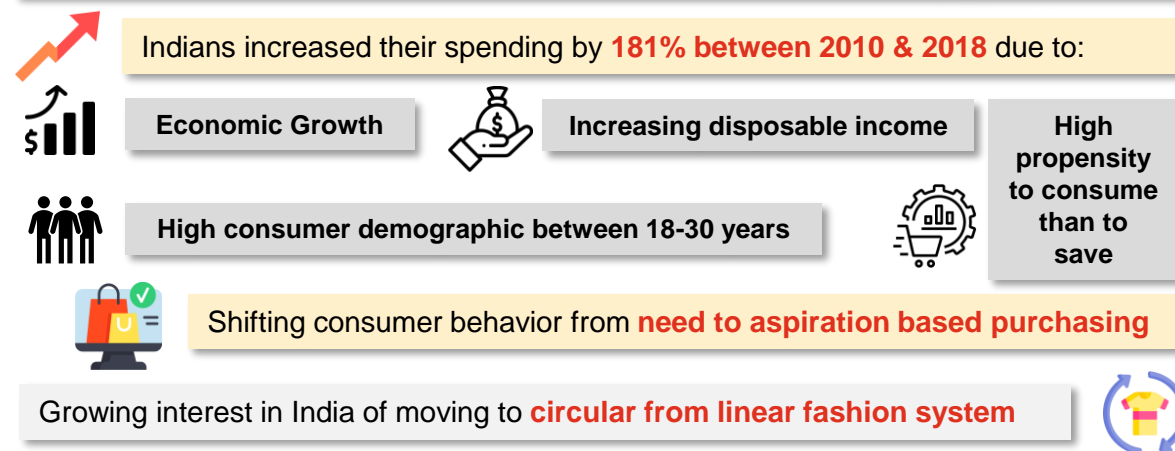 Indians increased their spending by 181% between 2010 & 2018 due to:
$
Economic Growth
$
Increasing disposable income
High
propensity
to consume
than to
save
High consumer demographic between 18-30 years
Shifting consumer behavior from need to aspiration based purchasing
Growing interest in India of moving to circular from linear fashion system